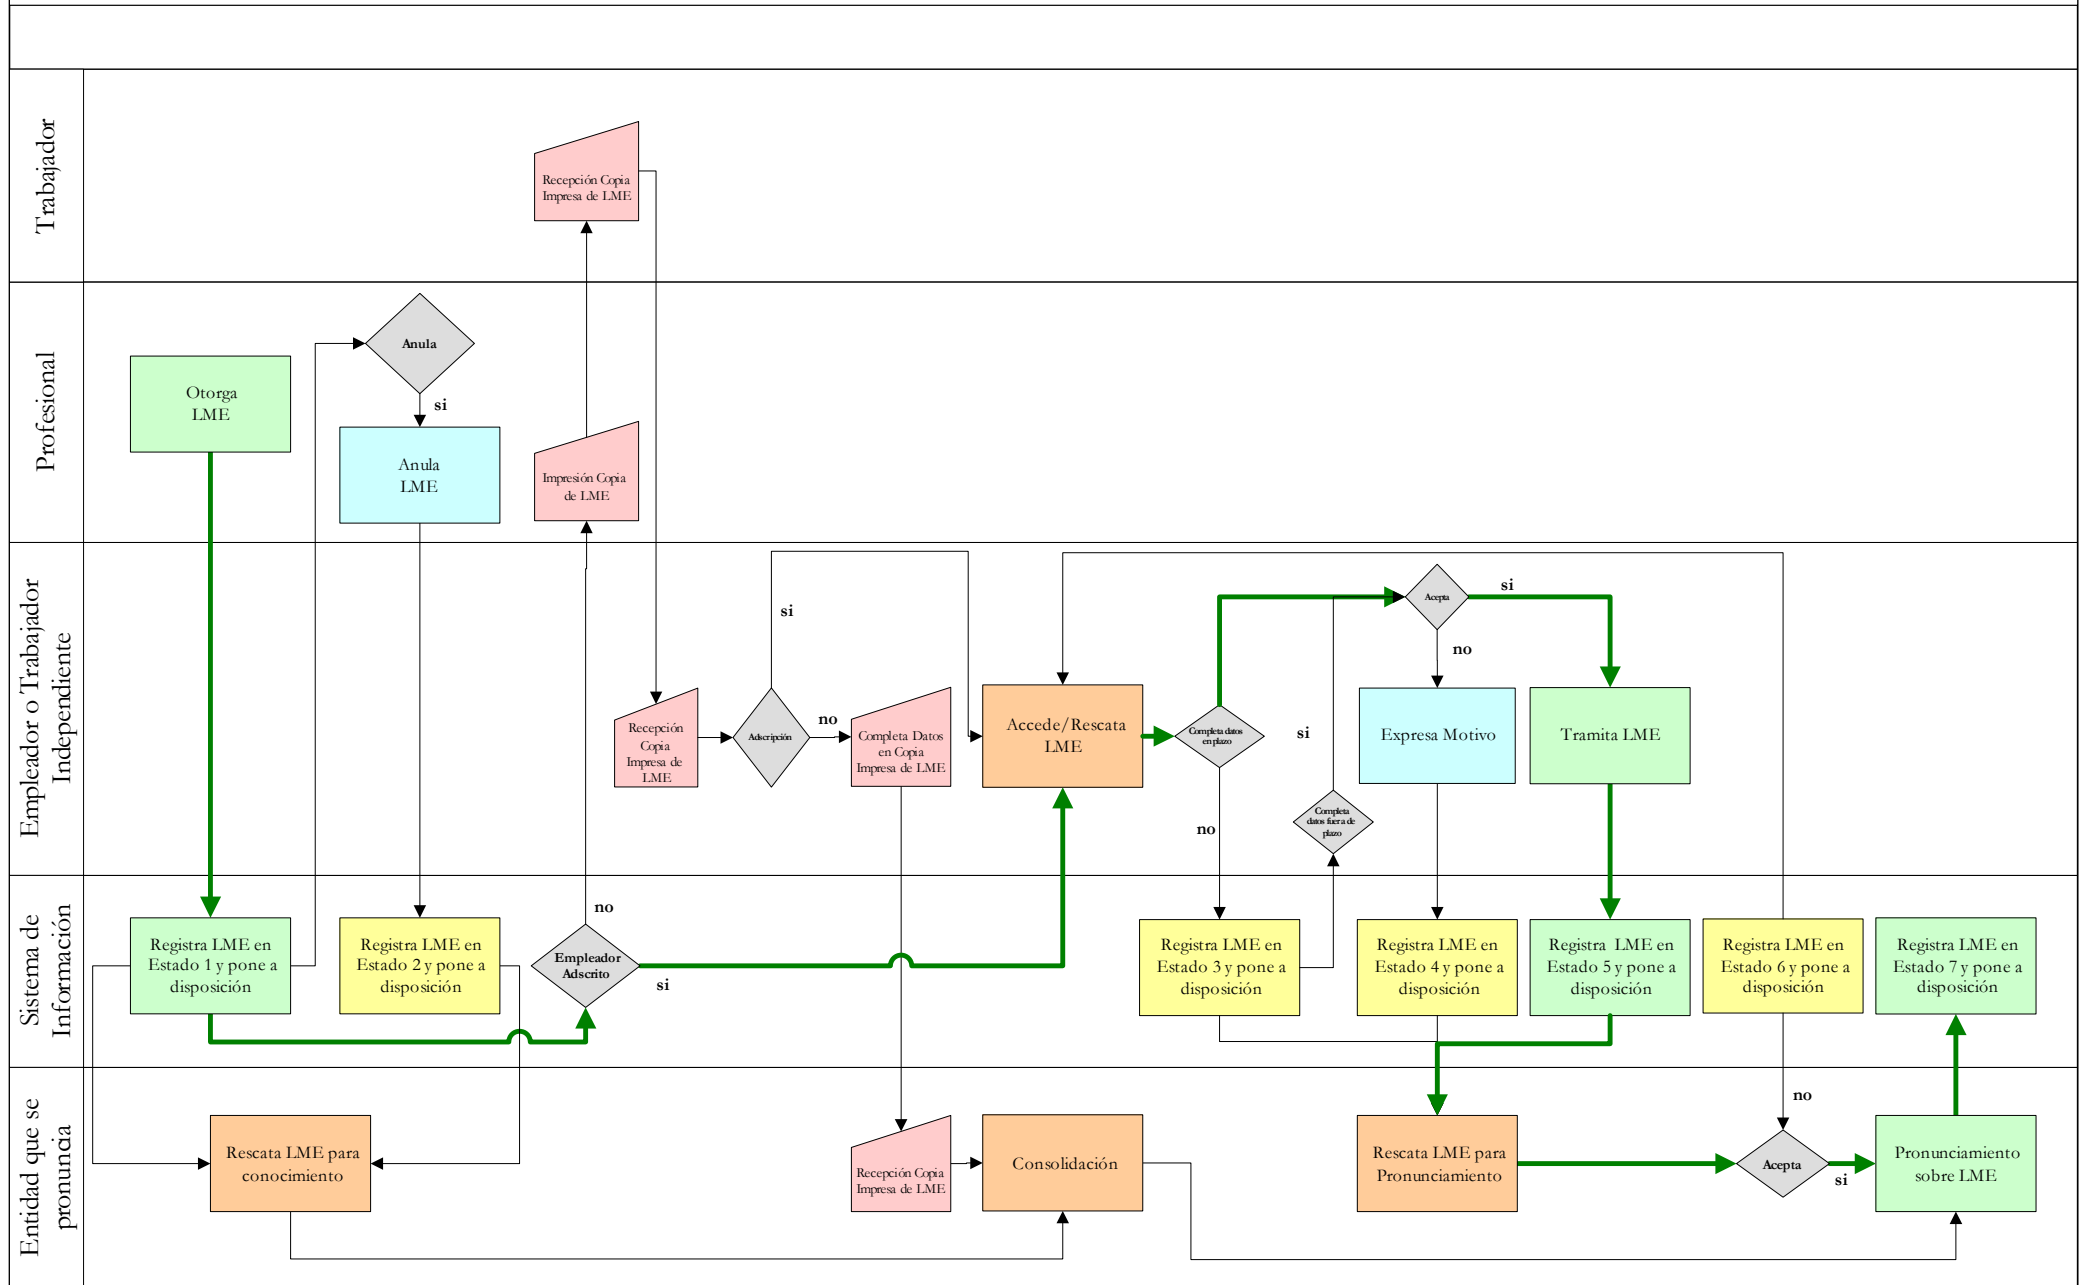 Trabajador
Recepción Copia
Impresa de LME
Profesional
Otorga
LME
Anula
si
Anula
LME
Impresión Copia
de LME
Empleador o Trabajador
Independiente
Recepción
Copia
Impresa de
LME
Adscripción
si
no
Completa Datos
en Copia
Impresa de LME
Accede/Rescata
LME
Completa datos
en plazo
no
si
Completa
datos fuera de
plazo
Acepta
si
no
Expresa Motivo
Tramita LME
Sistema de
Información
Registra LME en
Estado 1 y pone a
disposición
Registra LME en
Estado 2 y pone a
disposición
no
Empleador
Adscrito
si
Registra LME en
Estado 3 y pone a
disposición
Registra LME en
Estado 4 y pone a
disposición
Registra LME en
Estado 5 y pone a
disposición
Registra LME en
Estado 6 y pone a
disposición
Registra LME en
Estado 7 y pone a
disposición
Entidad que se
pronuncia
Rescata LME para
conocimiento
Recepción Copia
Impresa de LME
Consolidación
Rescata LME para
Pronunciamiento
no
Acepta
si
Pronunciamiento
sobre LME